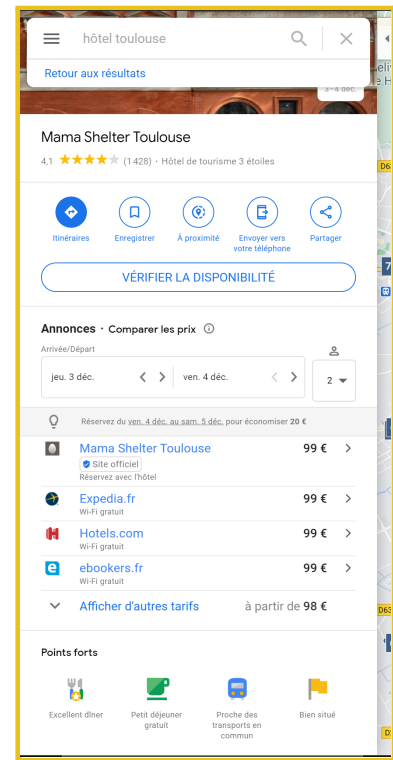 hôtel toulouse
Retour aux résultats
3–4 déc.
Mama Shelter Toulouse
4,1 (1 428) · Hôtel de tourisme 3 étoiles
Itinéraires
Enregistrer
À proximité
Envoyer vers votre téléphone
Partager
VÉRIFIER LA DISPONIBILITÉ
Annonces · Comparer les prix
Arrivée/Départ
jeu. 3 déc. ven. 4 déc. 2
Réservez du ven. 4 déc. au sam. 5 déc. pour économiser 20 €
Mama Shelter Toulouse 99 €
Site officiel
Réservez avec l'hôtel
Expedia.fr 99 €
Wi-Fi gratuit
Hotels.com 99 €
Wi-Fi gratuit
ebookers.fr 99 €
Wi-Fi gratuit
Afficher d'autres tarifs à partir de 98 €
Points forts
Excellent dîner
Petit déjeuner gratuit
Proche des transports en commun
Bien situé